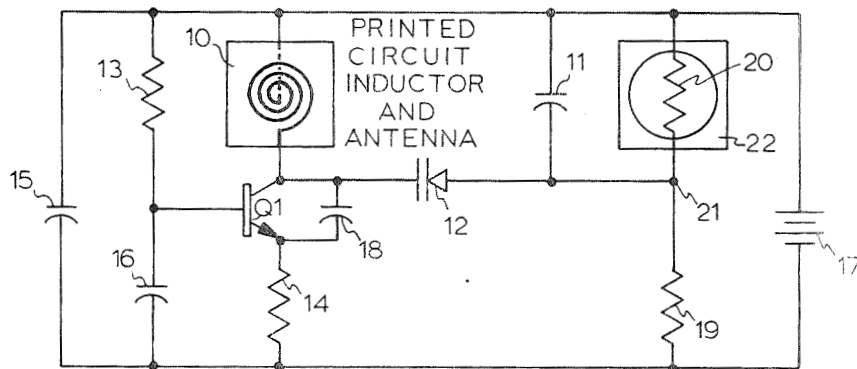 10
PRINTED
CIRCUIT
INDUCTOR
AND
ANTENNA
11
20
13
22
15
Q1
12
21
16
18
17
14
19